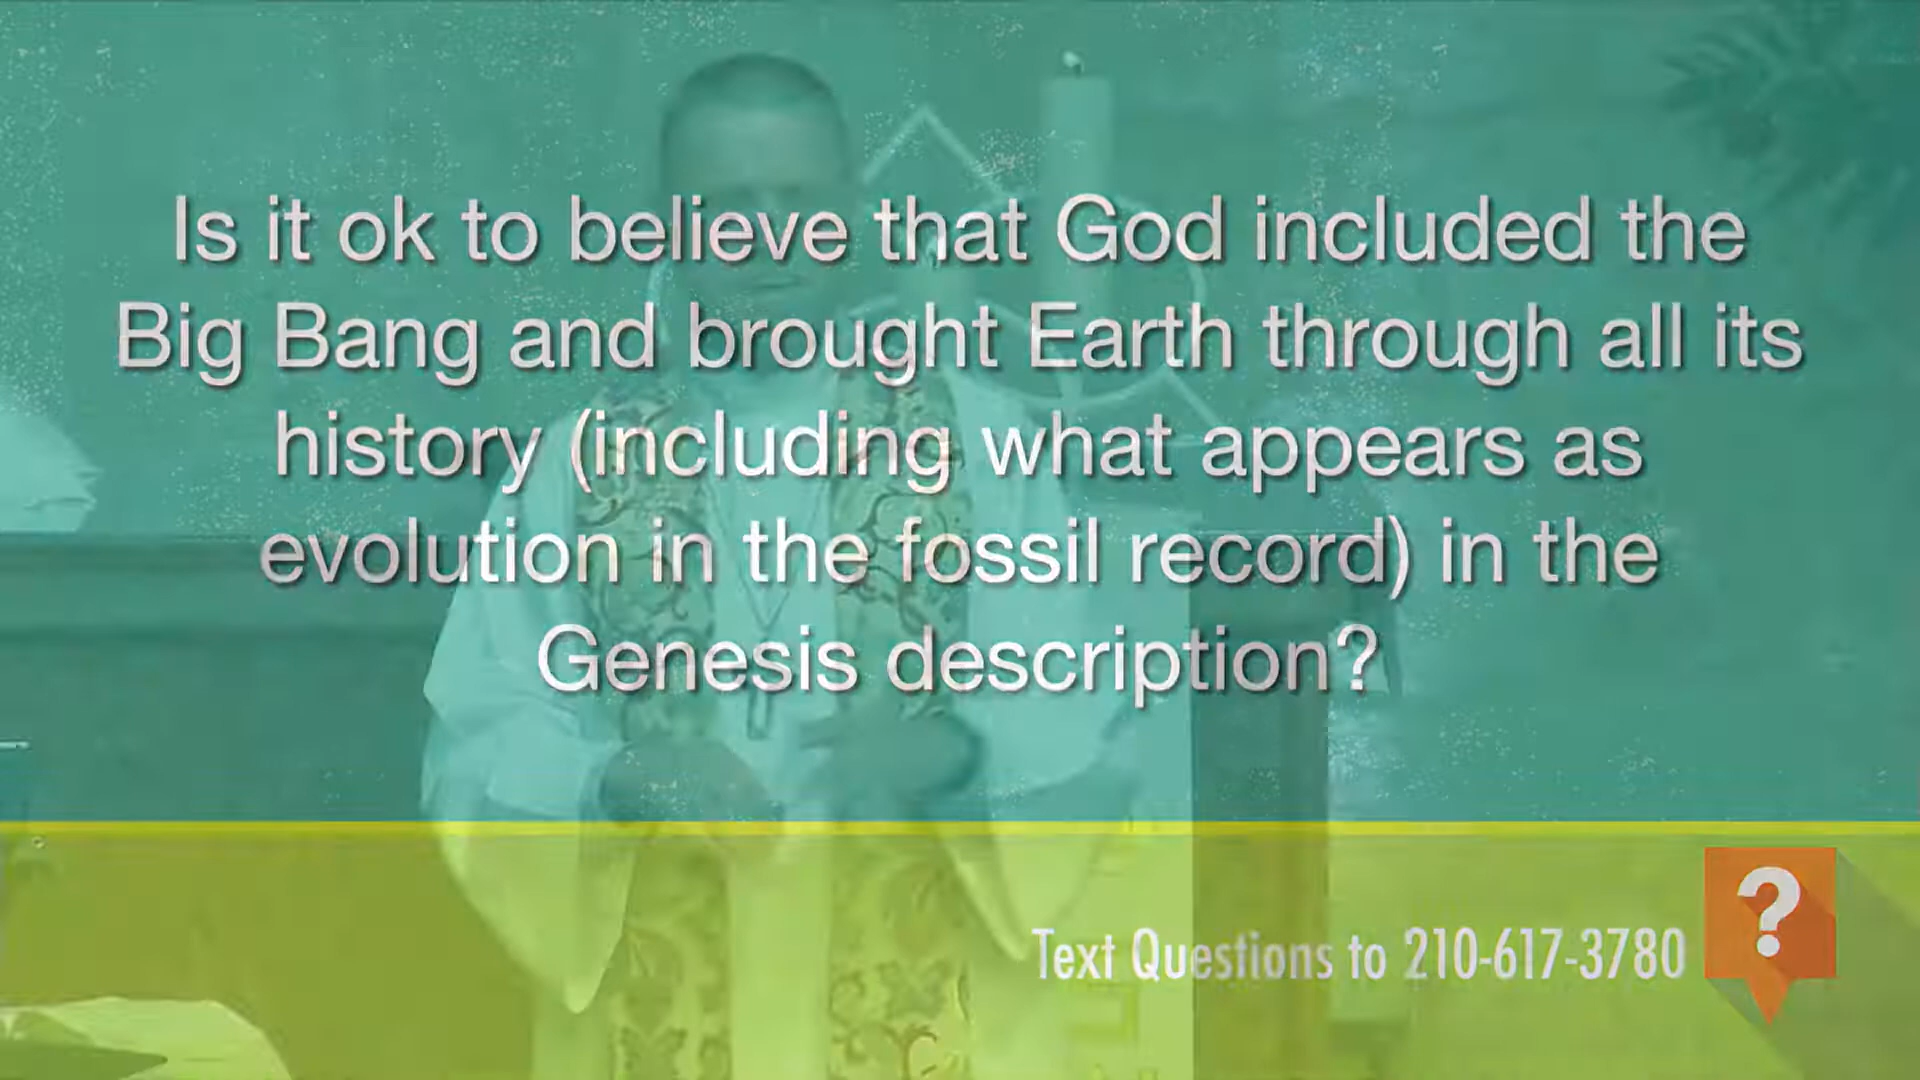 Is it ok to believe that God included the
Big Bang and brought Earth through all its
history (including what appears as
evolution in the fossil record) in the
Genesis description?
Text Questions to 210-617-3780
?